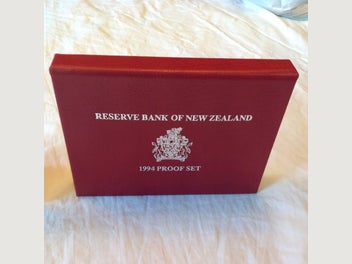 RESERVE BANK OF NEW ZEALAND
1994 PROOF SET